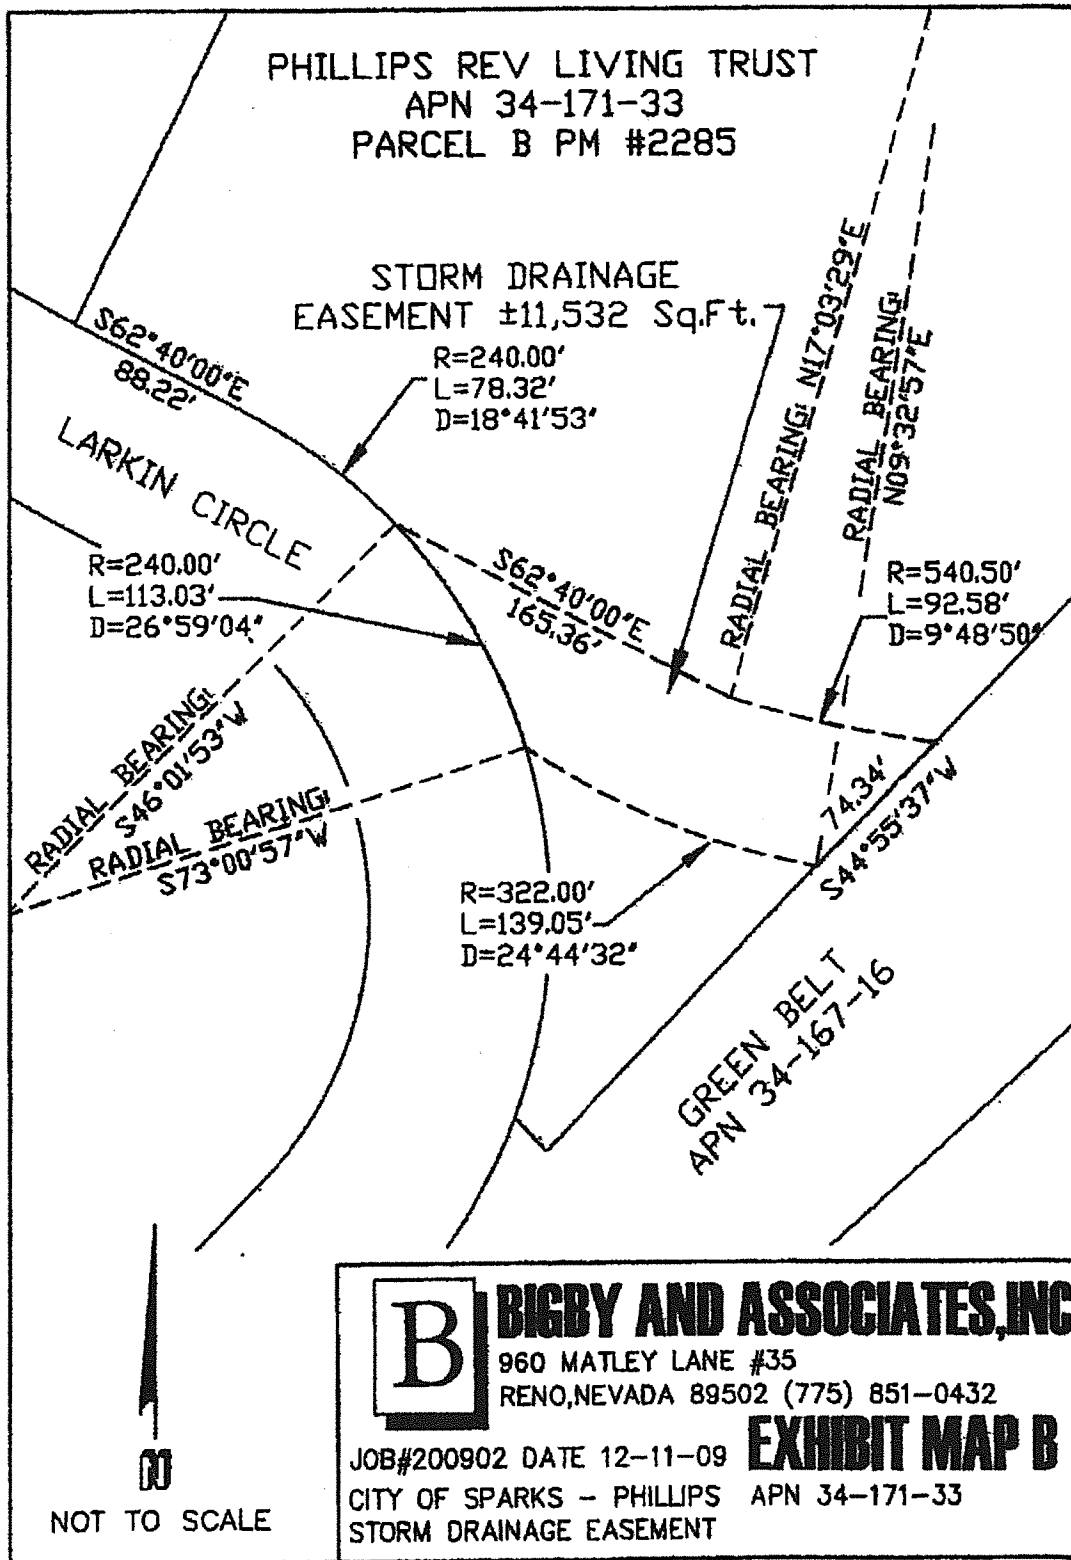 PHILLIPS REV LIVING TRUST
APN 34-171-33
PARCEL B PM #2285
STORM DRAINAGE
EASEMENT ±11,532 Sq.Ft.
RADIAL BEARING: N17°03'29"E
RADIAL BEARING:
N09°32'57"E
S62°40'00"E
88.22'
R=240.00'
L=78.32'
D=18°41'53"
LARKIN CIRCLE
R=240.00'
L=113.03'
D=26°59'04"
S62°40'00"E
165.36'
R=540.50'
L=92.58'
D=9°48'50"
RADIAL BEARING:
S46°01'53"W
RADIAL BEARING:
S73°00'57"W
74.34'
S44°55'37"W
R=322.00'
L=139.05'
D=24°44'32"
GREEN BELT
APN 34-167-16
NOT TO SCALE
B
BIGBY AND ASSOCIATES,INC
960 MATLEY LANE #35
RENO,NEVADA 89502 (775) 851-0432
JOB#200902 DATE 12-11-09 EXHIBIT MAP B
CITY OF SPARKS - PHILLIPS APN 34-171-33
STORM DRAINAGE EASEMENT